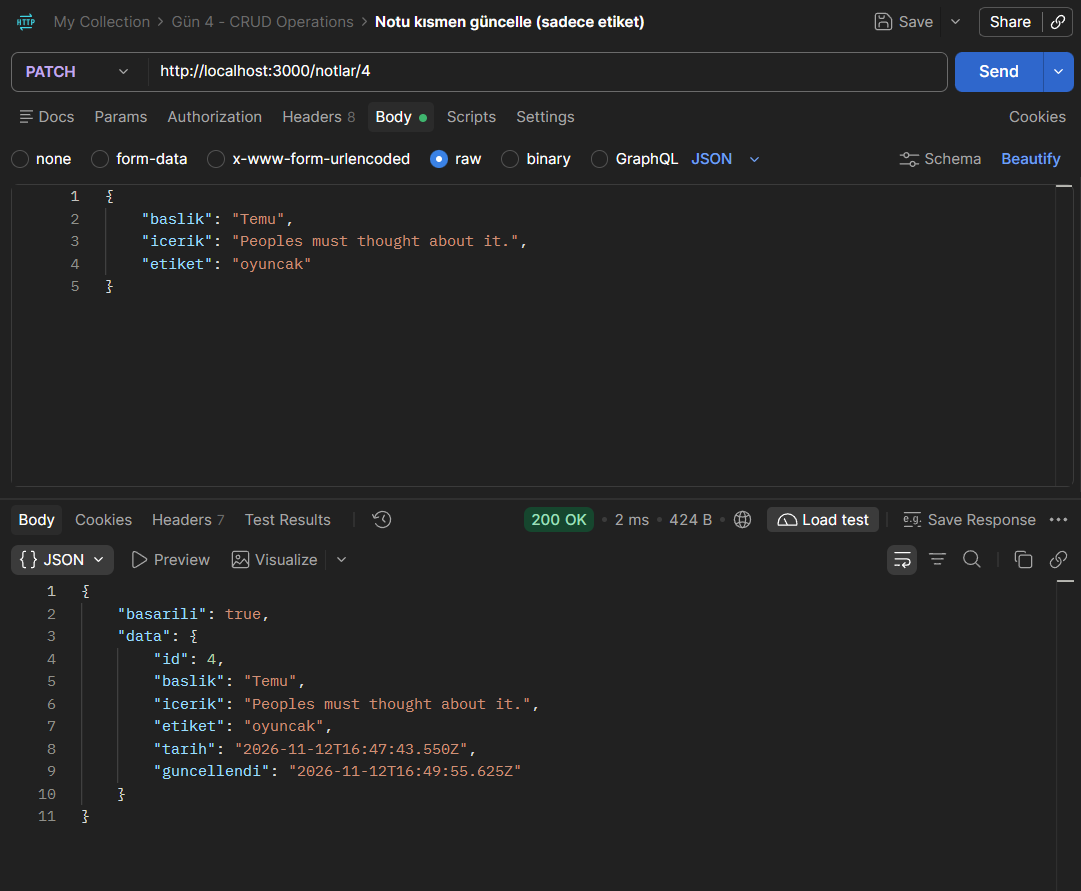 HTTP My Collection > Gün 4 - CRUD Operations > Notu kısmen güncelle (sadece etiket) Save Share
PATCH http://localhost:3000/notlar/4 Send
Docs Params Authorization Headers 8 Body Scripts Settings Cookies
none form-data x-www-form-urlencoded raw binary GraphQL JSON Schema Beautify
1 {
2 "baslik": "Temu",
3 "icerik": "Peoples must thought about it.",
4 "etiket": "oyuncak"
5 }
Body Cookies Headers 7 Test Results 200 OK • 2 ms • 424 B • Load test e.g. Save Response
{} JSON Preview Visualize
1 {
2 "basarili": true,
3 "data": {
4 "id": 4,
5 "baslik": "Temu",
6 "icerik": "Peoples must thought about it.",
7 "etiket": "oyuncak",
8 "tarih": "2026-11-12T16:47:43.550Z",
9 "guncellendi": "2026-11-12T16:49:55.625Z"
10 }
11 }